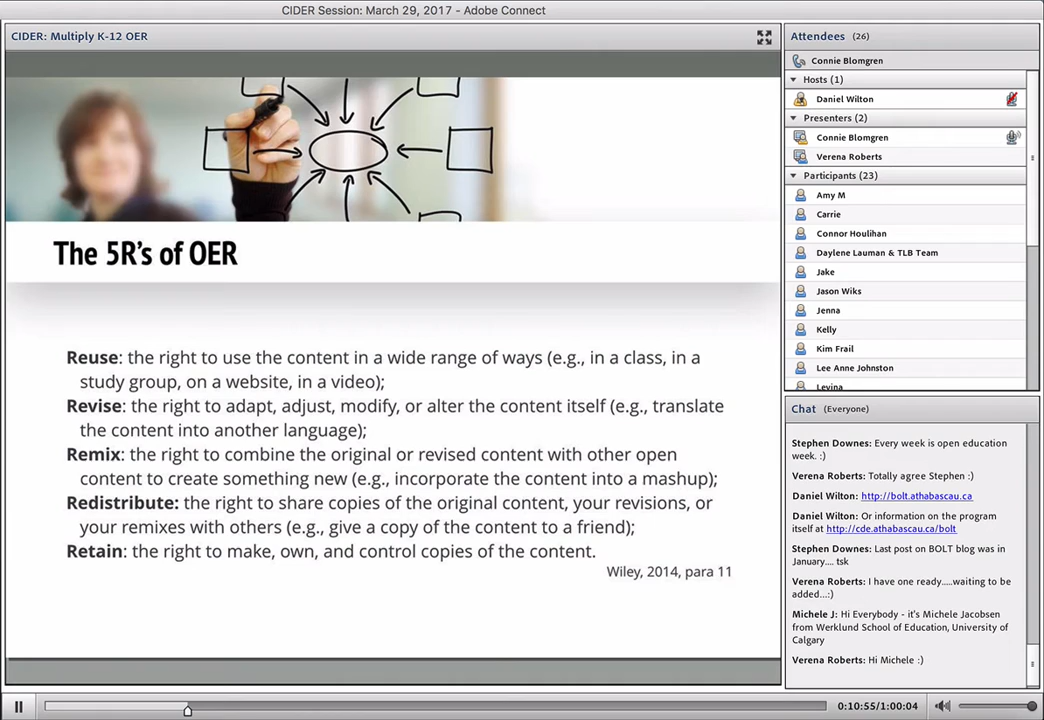 CIDER Session: March 29, 2017 - Adobe Connect
CIDER: Multiply K-12 OER
The 5R's of OER
Reuse: the right to use the content in a wide range of ways (e.g., in a class, in a
study group, on a website, in a video);
Revise: the right to adapt, adjust, modify, or alter the content itself (e.g., translate
the content into another language);
Remix: the right to combine the original or revised content with other open
content to create something new (e.g., incorporate the content into a mashup);
Redistribute: the right to share copies of the original content, your revisions, or
your remixes with others (e.g., give a copy of the content to a friend);
Retain: the right to make, own, and control copies of the content.
Wiley, 2014, para 11
Attendees (26)
Connie Blomgren
Hosts (1)
Daniel Wilton
Presenters (2)
Connie Blomgren
Verena Roberts
Participants (23)
Amy M
Carrie
Connor Houlihan
Daylene Lauman & TLB Team
Jake
Jason Wiks
Jenna
Kelly
Kim Frail
Lee Anne Johnston
Levina
Chat (Everyone)
Stephen Downes: Every week is open education
week. :)
Verena Roberts: Totally agree Stephen :)
Daniel Wilton: http://bolt.athabascau.ca
Daniel Wilton: Or information on the program
itself at http://cde.athabascau.ca/bolt
Stephen Downes: Last post on BOLT blog was in
January.... tsk
Verena Roberts: I have one ready.....waiting to be
added...:)
Michele J: Hi Everybody - it's Michele Jacobsen
from Werklund School of Education, University of
Calgary
Verena Roberts: Hi Michele :)
0:10:55/1:00:04